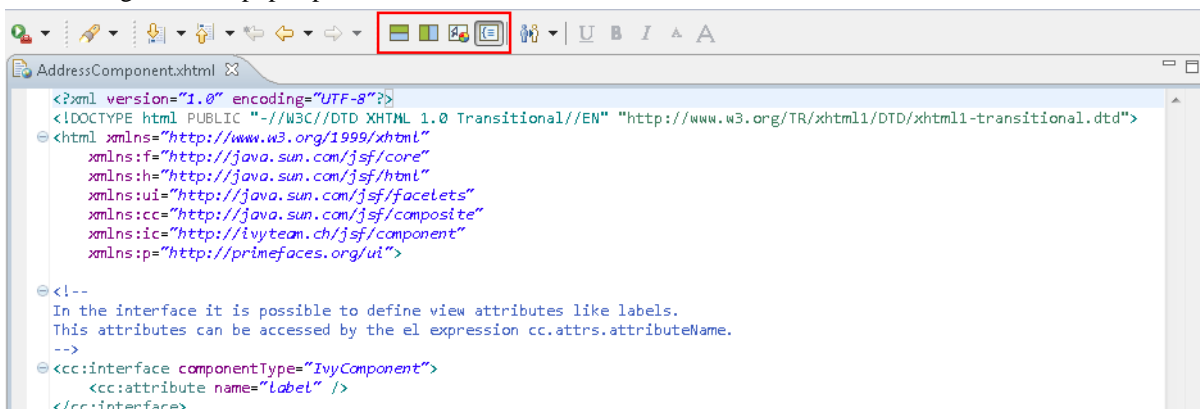 U B I A A
AddressComponent.xhtml
<?xml version="1.0" encoding="UTF-8"?>
<!DOCTYPE html PUBLIC "-//W3C//DTD XHTML 1.0 Transitional//EN" "http://www.w3.org/TR/xhtml1/DTD/xhtml1-transitional.dtd">
<html xmlns="http://www.w3.org/1999/xhtml"
xmlns:f="http://java.sun.com/jsf/core"
xmlns:h="http://java.sun.com/jsf/html"
xmlns:ui="http://java.sun.com/jsf/facelets"
xmlns:cc="http://java.sun.com/jsf/composite"
xmlns:ic="http://ivyteam.ch/jsf/component"
xmlns:p="http://primefaces.org/ui">
<!--
In the interface it is possible to define view attributes like labels.
This attributes can be accessed by the el expression cc.attrs.attributeName.
-->
<cc:interface componentType="IvyComponent">
<cc:attribute name="label" />
</cc:interface>